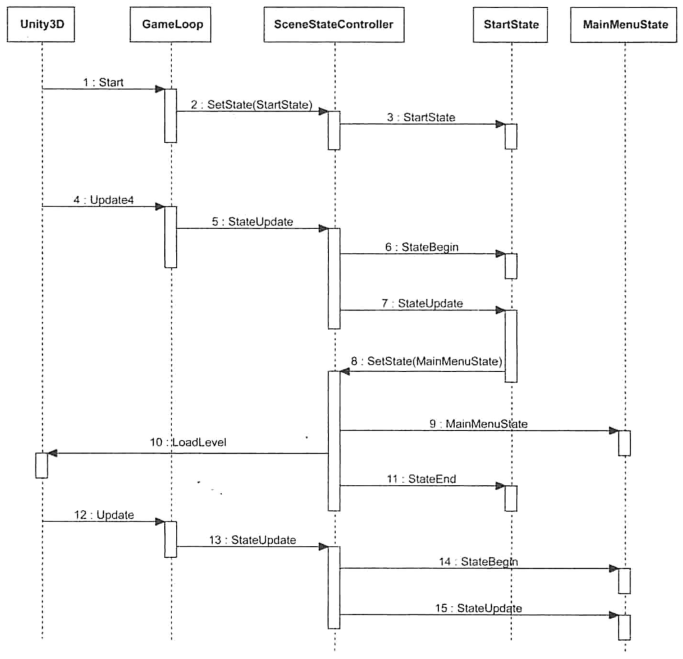 Unity3D
GameLoop
SceneStateController
StartState
MainMenuState
1 : Start
2 : SetState(StartState)
3 : StartState
4 : Update4
5 : StateUpdate
6 : StateBegin
7 : StateUpdate
8 : SetState(MainMenuState)
9 : MainMenuState
10 : LoadLevel
11 : StateEnd
12 : Update
13 : StateUpdate
14 : StateBegin
15 : StateUpdate